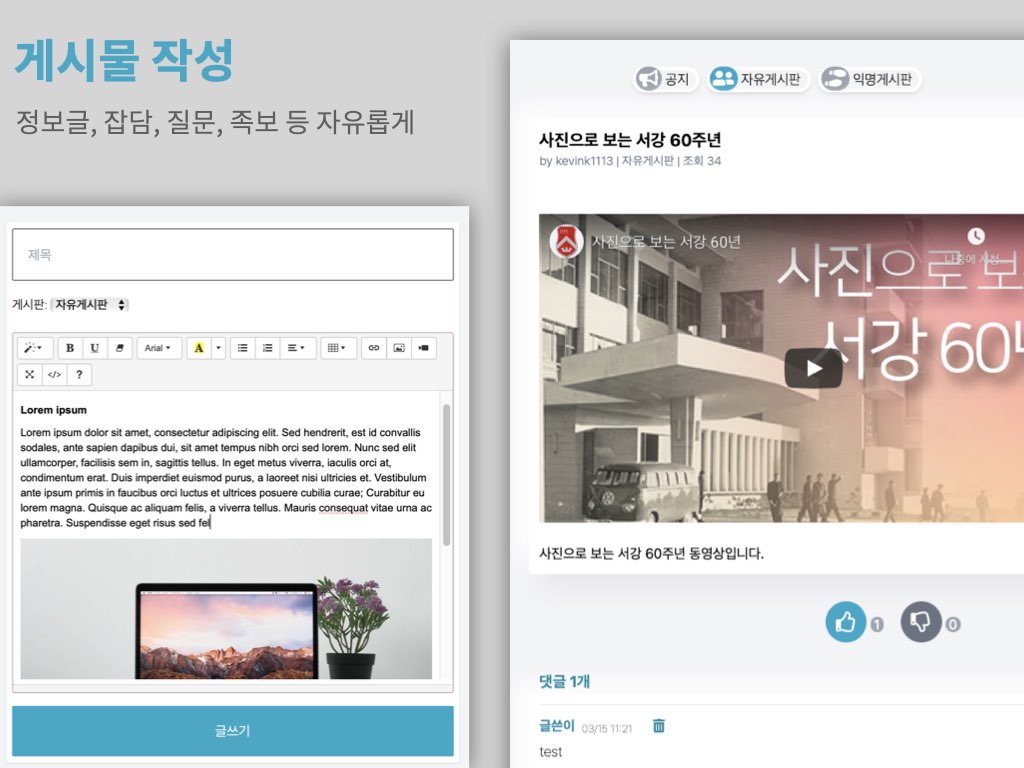 게시물 작성
정보글, 잡담, 질문, 족보 등 자유롭게
제목
게시판: 자유게시판
B U Arial A
</> ?
Lorem ipsum
Lorem ipsum dolor sit amet, consectetur adipiscing elit. Sed hendrerit, est id convallis
sodales, ante sapien dapibus dui, sit amet tempus nibh orci sed lorem. Nunc sed elit
ullamcorper, facilisis sem in, sagittis tellus. In eget metus viverra, iaculis orci at,
condimentum erat. Duis imperdiet euismod purus, a laoreet nisi ultricies et. Vestibulum
ante ipsum primis in faucibus orci luctus et ultrices posuere cubilia curae; Curabitur eu
lorem magna. Quisque ac aliquam felis, a viverra tellus. Mauris consequat vitae urna ac
pharetra. Suspendisse eget risus sed fel
글쓰기
공지 자유게시판 익명게시판
사진으로 보는 서강 60주년
by kevink1113 | 자유게시판 | 조회 34
사진으로 보는 서강 60년
나중에 시청
사진으로 보
서강 60
사진으로 보는 서강 60주년 동영상입니다.
1 0
댓글 1개
글쓴이 03/15 11:21
test